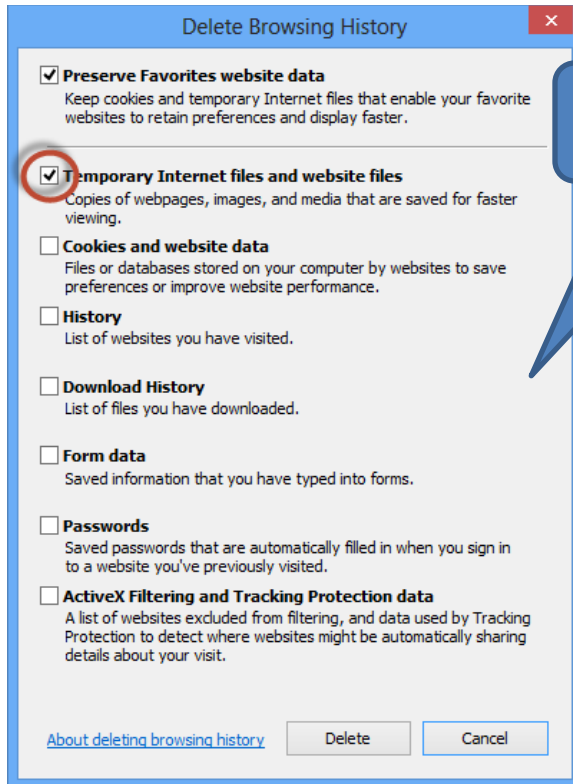 Delete Browsing History
Preserve Favorites website data
Keep cookies and temporary Internet files that enable your favorite
websites to retain preferences and display faster.
Temporary Internet files and website files
Copies of webpages, images, and media that are saved for faster
viewing.
Cookies and website data
Files or databases stored on your computer by websites to save
preferences or improve website performance.
History
List of websites you have visited.
Download History
List of files you have downloaded.
Form data
Saved information that you have typed into forms.
Passwords
Saved passwords that are automatically filled in when you sign in
to a website you've previously visited.
ActiveX Filtering and Tracking Protection data
A list of websites excluded from filtering, and data used by Tracking
Protection to detect where websites might be automatically sharing
details about your visit.
About deleting browsing history Delete Cancel